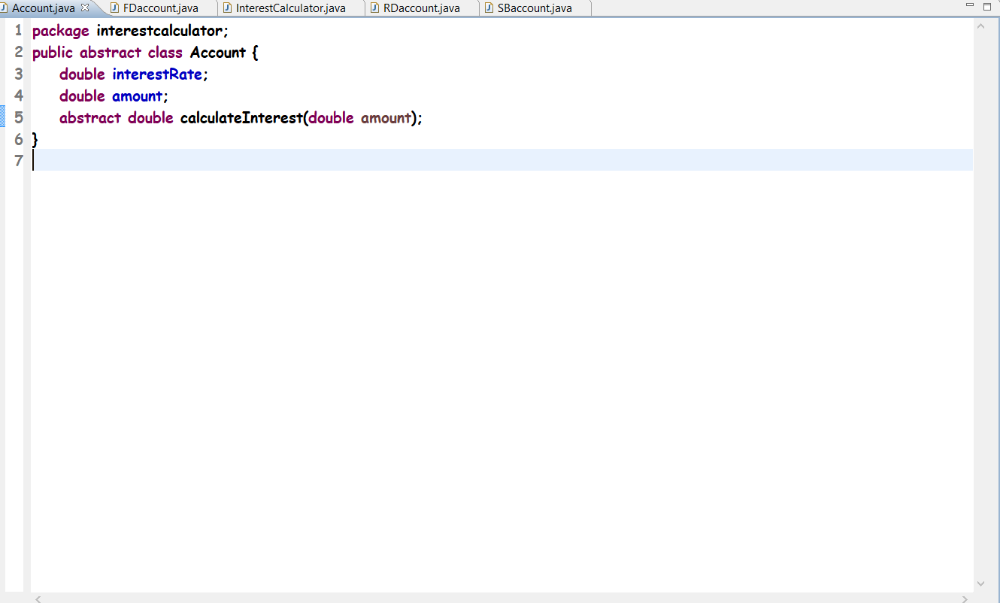 Account.java FDaccount.java InterestCalculator.java RDaccount.java SBaccount.java
1 package interestcalculator;
2 public abstract class Account {
3 double interestRate;
4 double amount;
5 abstract double calculateInterest(double amount);
6 }
7